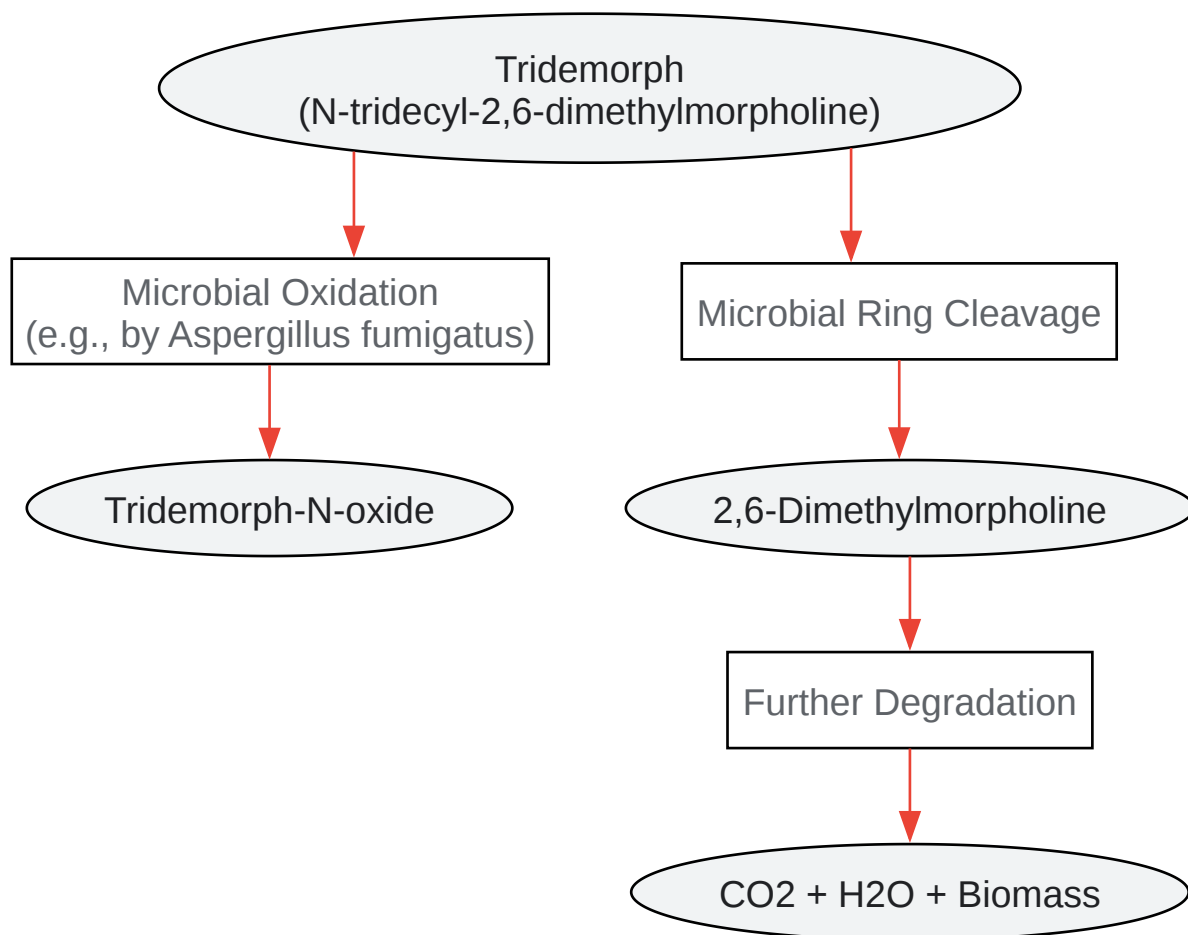 Tridemorph
(N-tridecyl-2,6-dimethylmorpholine)
Microbial Oxidation
(e.g., by Aspergillus fumigatus)
Microbial Ring Cleavage
Tridemorph-N-oxide
2,6-Dimethylmorpholine
Further Degradation
CO2 + H2O + Biomass